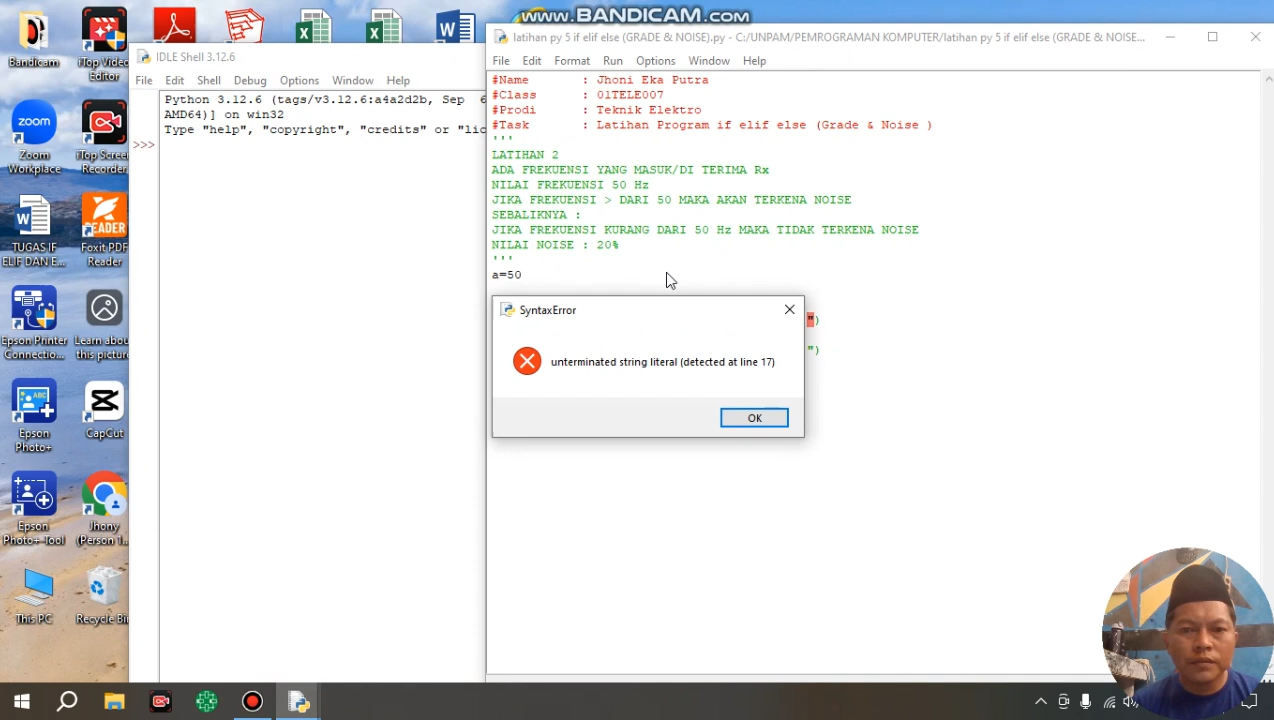 www.BANDICAM.com
latihan py 5 if elif else (GRADE & NOISE).py - C:/UNPAM/PEMROGRAMAN KOMPUTER/latihan py 5 if elif else (GRADE & NOISE...
File Edit Format Run Options Window Help
#Name : Jhoni Eka Putra
#Class : 01TELE007
#Prodi : Teknik Elektro
#Task : Latihan Program if elif else (Grade & Noise )
'''
LATIHAN 2
ADA FREKUENSI YANG MASUK/DI TERIMA Rx
NILAI FREKUENSI 50 Hz
JIKA FREKUENSI > DARI 50 MAKA AKAN TERKENA NOISE
SEBALIKNYA :
JIKA FREKUENSI KURANG DARI 50 Hz MAKA TIDAK TERKENA NOISE
NILAI NOISE : 20%
'''
a=50
")
")
SyntaxError
unterminated string literal (detected at line 17)
OK
IDLE Shell 3.12.6
File Edit Shell Debug Options Window Help
Python 3.12.6 (tags/v3.12.6:a4a2d2b, Sep 6
AMD64)] on win32
Type "help", "copyright", "credits" or "lic
>>>
Bandicam
iTop Video
Editor
zoom
Zoom
Workplace
iTop Screen
Recorder
TUGAS IF
ELIF DAN E...
READER
Foxit PDF
Reader
Epson Printer
Connectio...
Learn about
this picture
ABC
Epson
Photo+
CapCut
Epson
Photo+ Tool
Jhony
(Person 1...
This PC
Recycle Bin